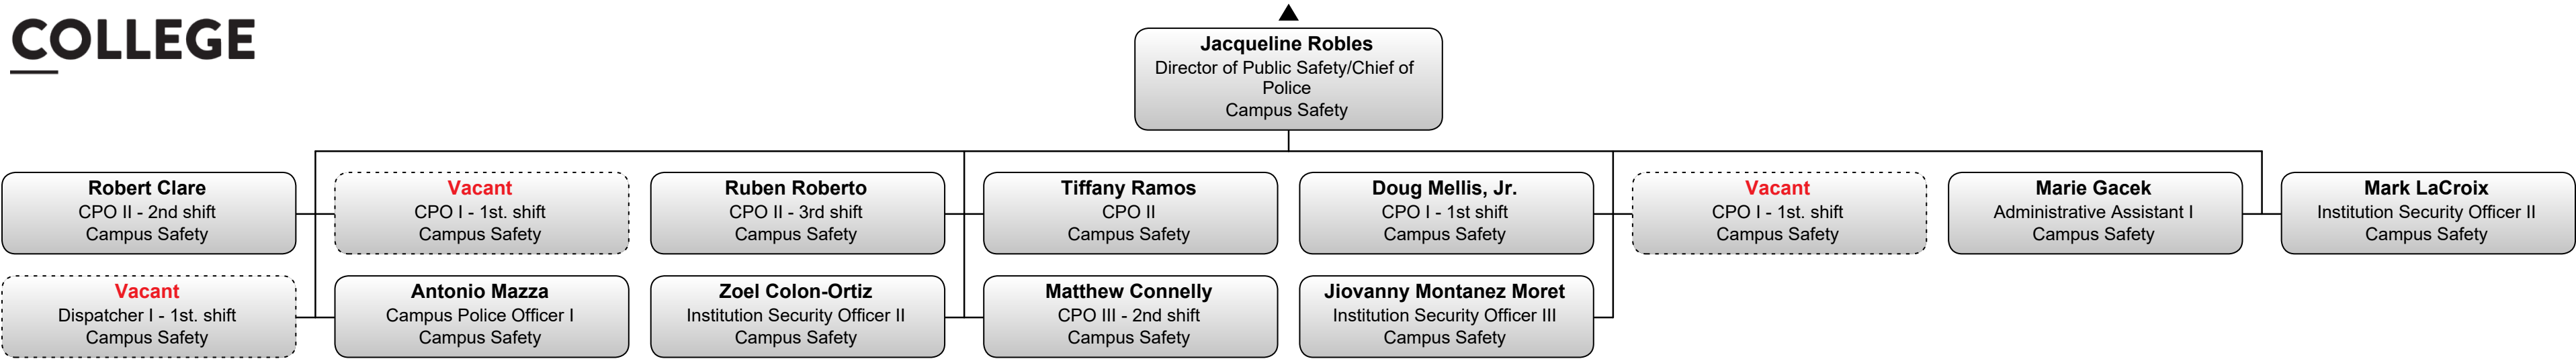 COLLEGE
Jacqueline Robles
Director of Public Safety/Chief of
Police
Campus Safety
Robert Clare
CPO II - 2nd shift
Campus Safety
Vacant
CPO I - 1st. shift
Campus Safety
Ruben Roberto
CPO II - 3rd shift
Campus Safety
Tiffany Ramos
CPO II
Campus Safety
Doug Mellis, Jr.
CPO I - 1st shift
Campus Safety
Vacant
CPO I - 1st. shift
Campus Safety
Marie Gacek
Administrative Assistant I
Campus Safety
Mark LaCroix
Institution Security Officer II
Campus Safety
Vacant
Dispatcher I - 1st. shift
Campus Safety
Antonio Mazza
Campus Police Officer I
Campus Safety
Zoel Colon-Ortiz
Institution Security Officer II
Campus Safety
Matthew Connelly
CPO III - 2nd shift
Campus Safety
Jiovanny Montanez Moret
Institution Security Officer III
Campus Safety